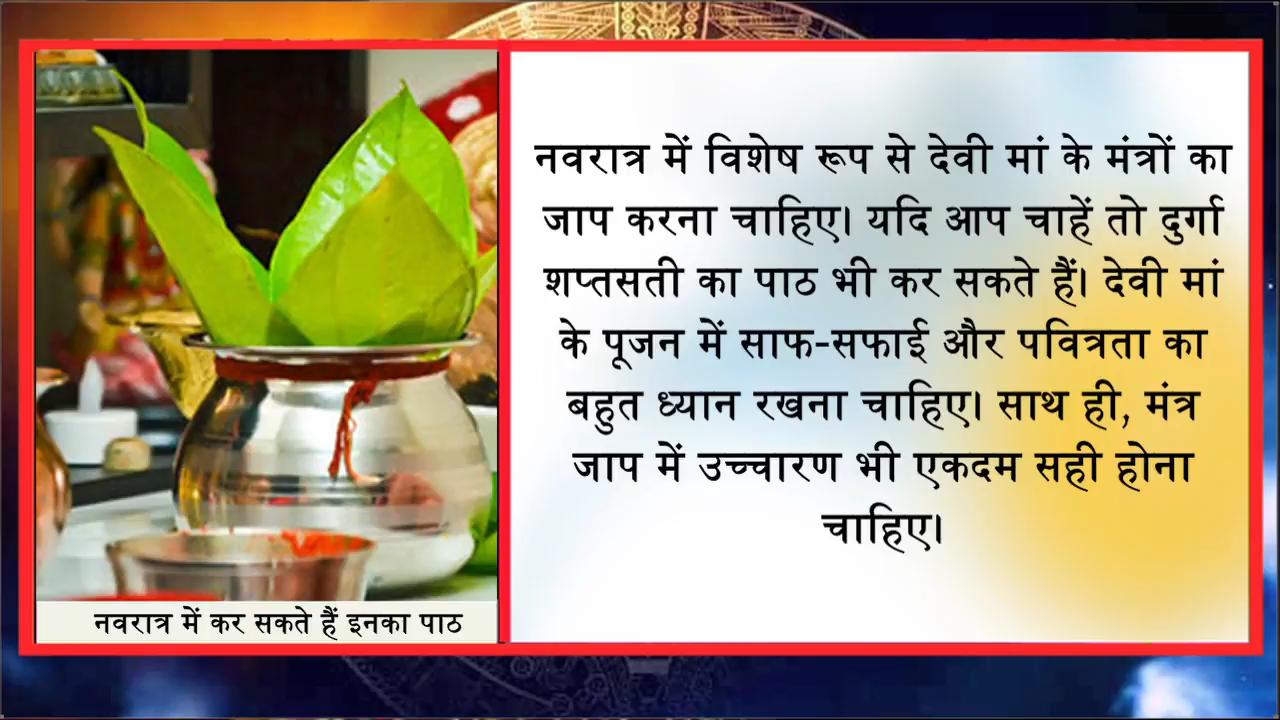 नवरात्र में विशेष रूप से देवी मां के मंत्रों का
जाप करना चाहिए। यदि आप चाहें तो दुर्गा
शप्तसती का पाठ भी कर सकते हैं। देवी मां
के पूजन में साफ-सफाई और पवित्रता का
बहुत ध्यान रखना चाहिए। साथ ही, मंत्र
जाप में उच्चारण भी एकदम सही होना
चाहिए।
नवरात्र में कर सकते हैं इनका पाठ